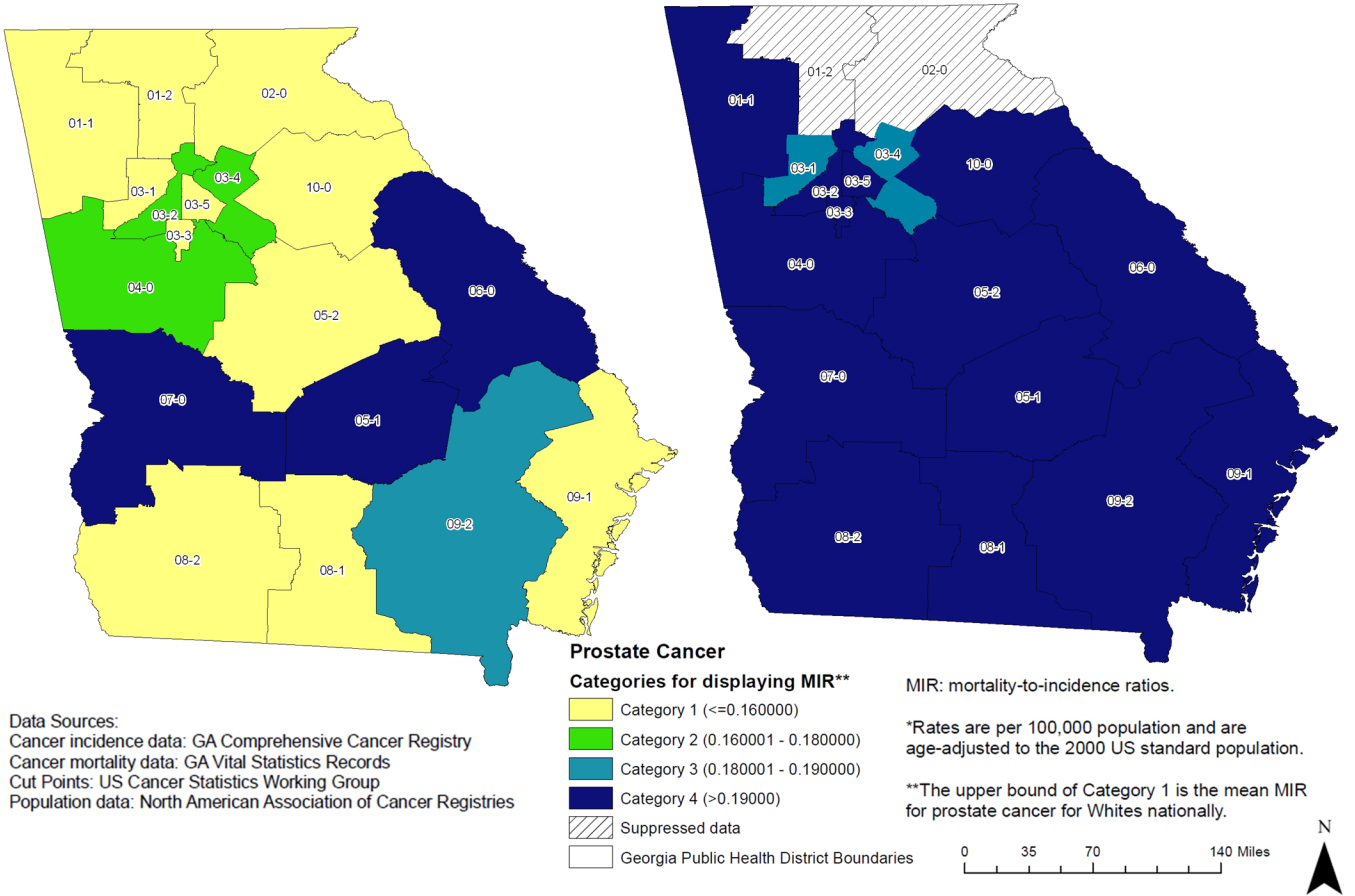 01-1
01-2
02-0
03-1
03-4
10-0
03-2
03-5
03-3
04-0
05-2
06-0
07-0
05-1
08-2
08-1
09-2
09-1
01-1
01-2
02-0
03-1
03-4
10-0
03-5
03-2
03-3
04-0
05-2
06-0
07-0
05-1
08-2
08-1
09-2
09-1
Prostate Cancer
Categories for displaying MIR**
Category 1 (<=0.160000)
Category 2 (0.160001 - 0.180000)
Category 3 (0.180001 - 0.190000)
Category 4 (>0.19000)
Suppressed data
Georgia Public Health District Boundaries
Data Sources:
Cancer incidence data: GA Comprehensive Cancer Registry
Cancer mortality data: GA Vital Statistics Records
Cut Points: US Cancer Statistics Working Group
Population data: North American Association of Cancer Registries
MIR: mortality-to-incidence ratios.
*Rates are per 100,000 population and are
age-adjusted to the 2000 US standard population.
**The upper bound of Category 1 is the mean MIR
for prostate cancer for Whites nationally.
N
0 35 70 140 Miles